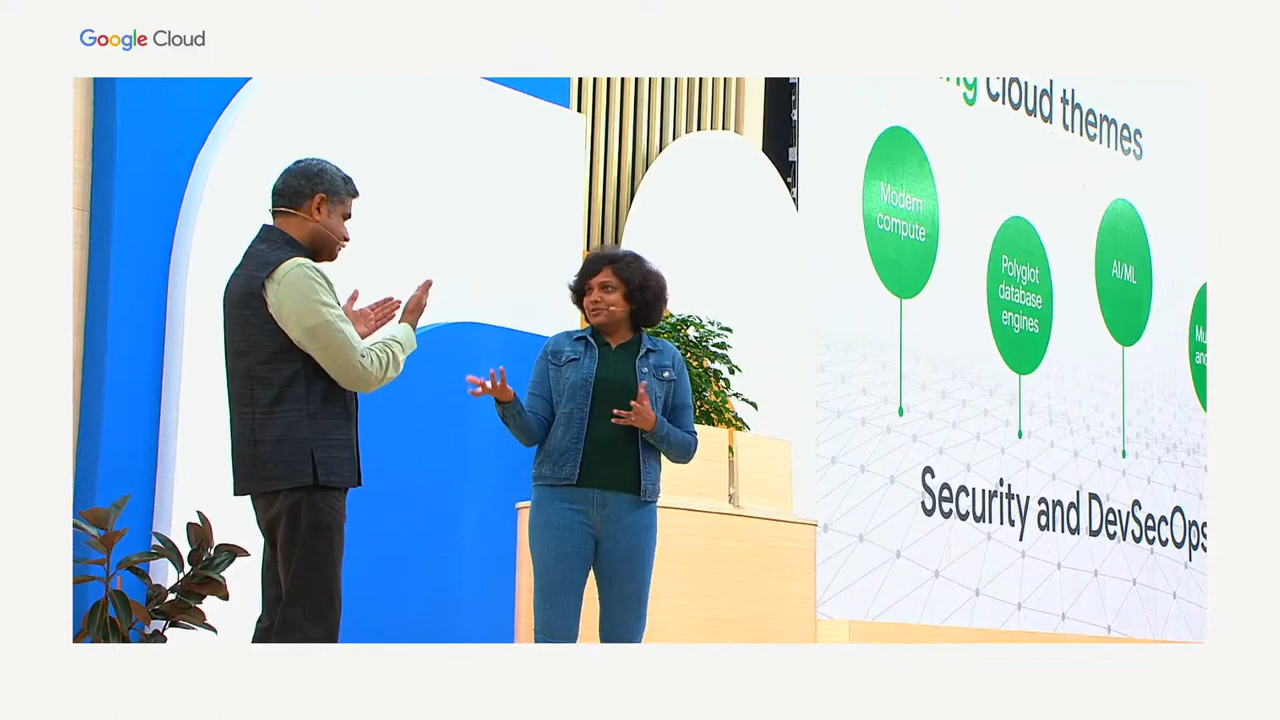 Google Cloud
cloud themes
Modern
compute
Polyglot
database
engines
AI/ML
Security and DevSecOps